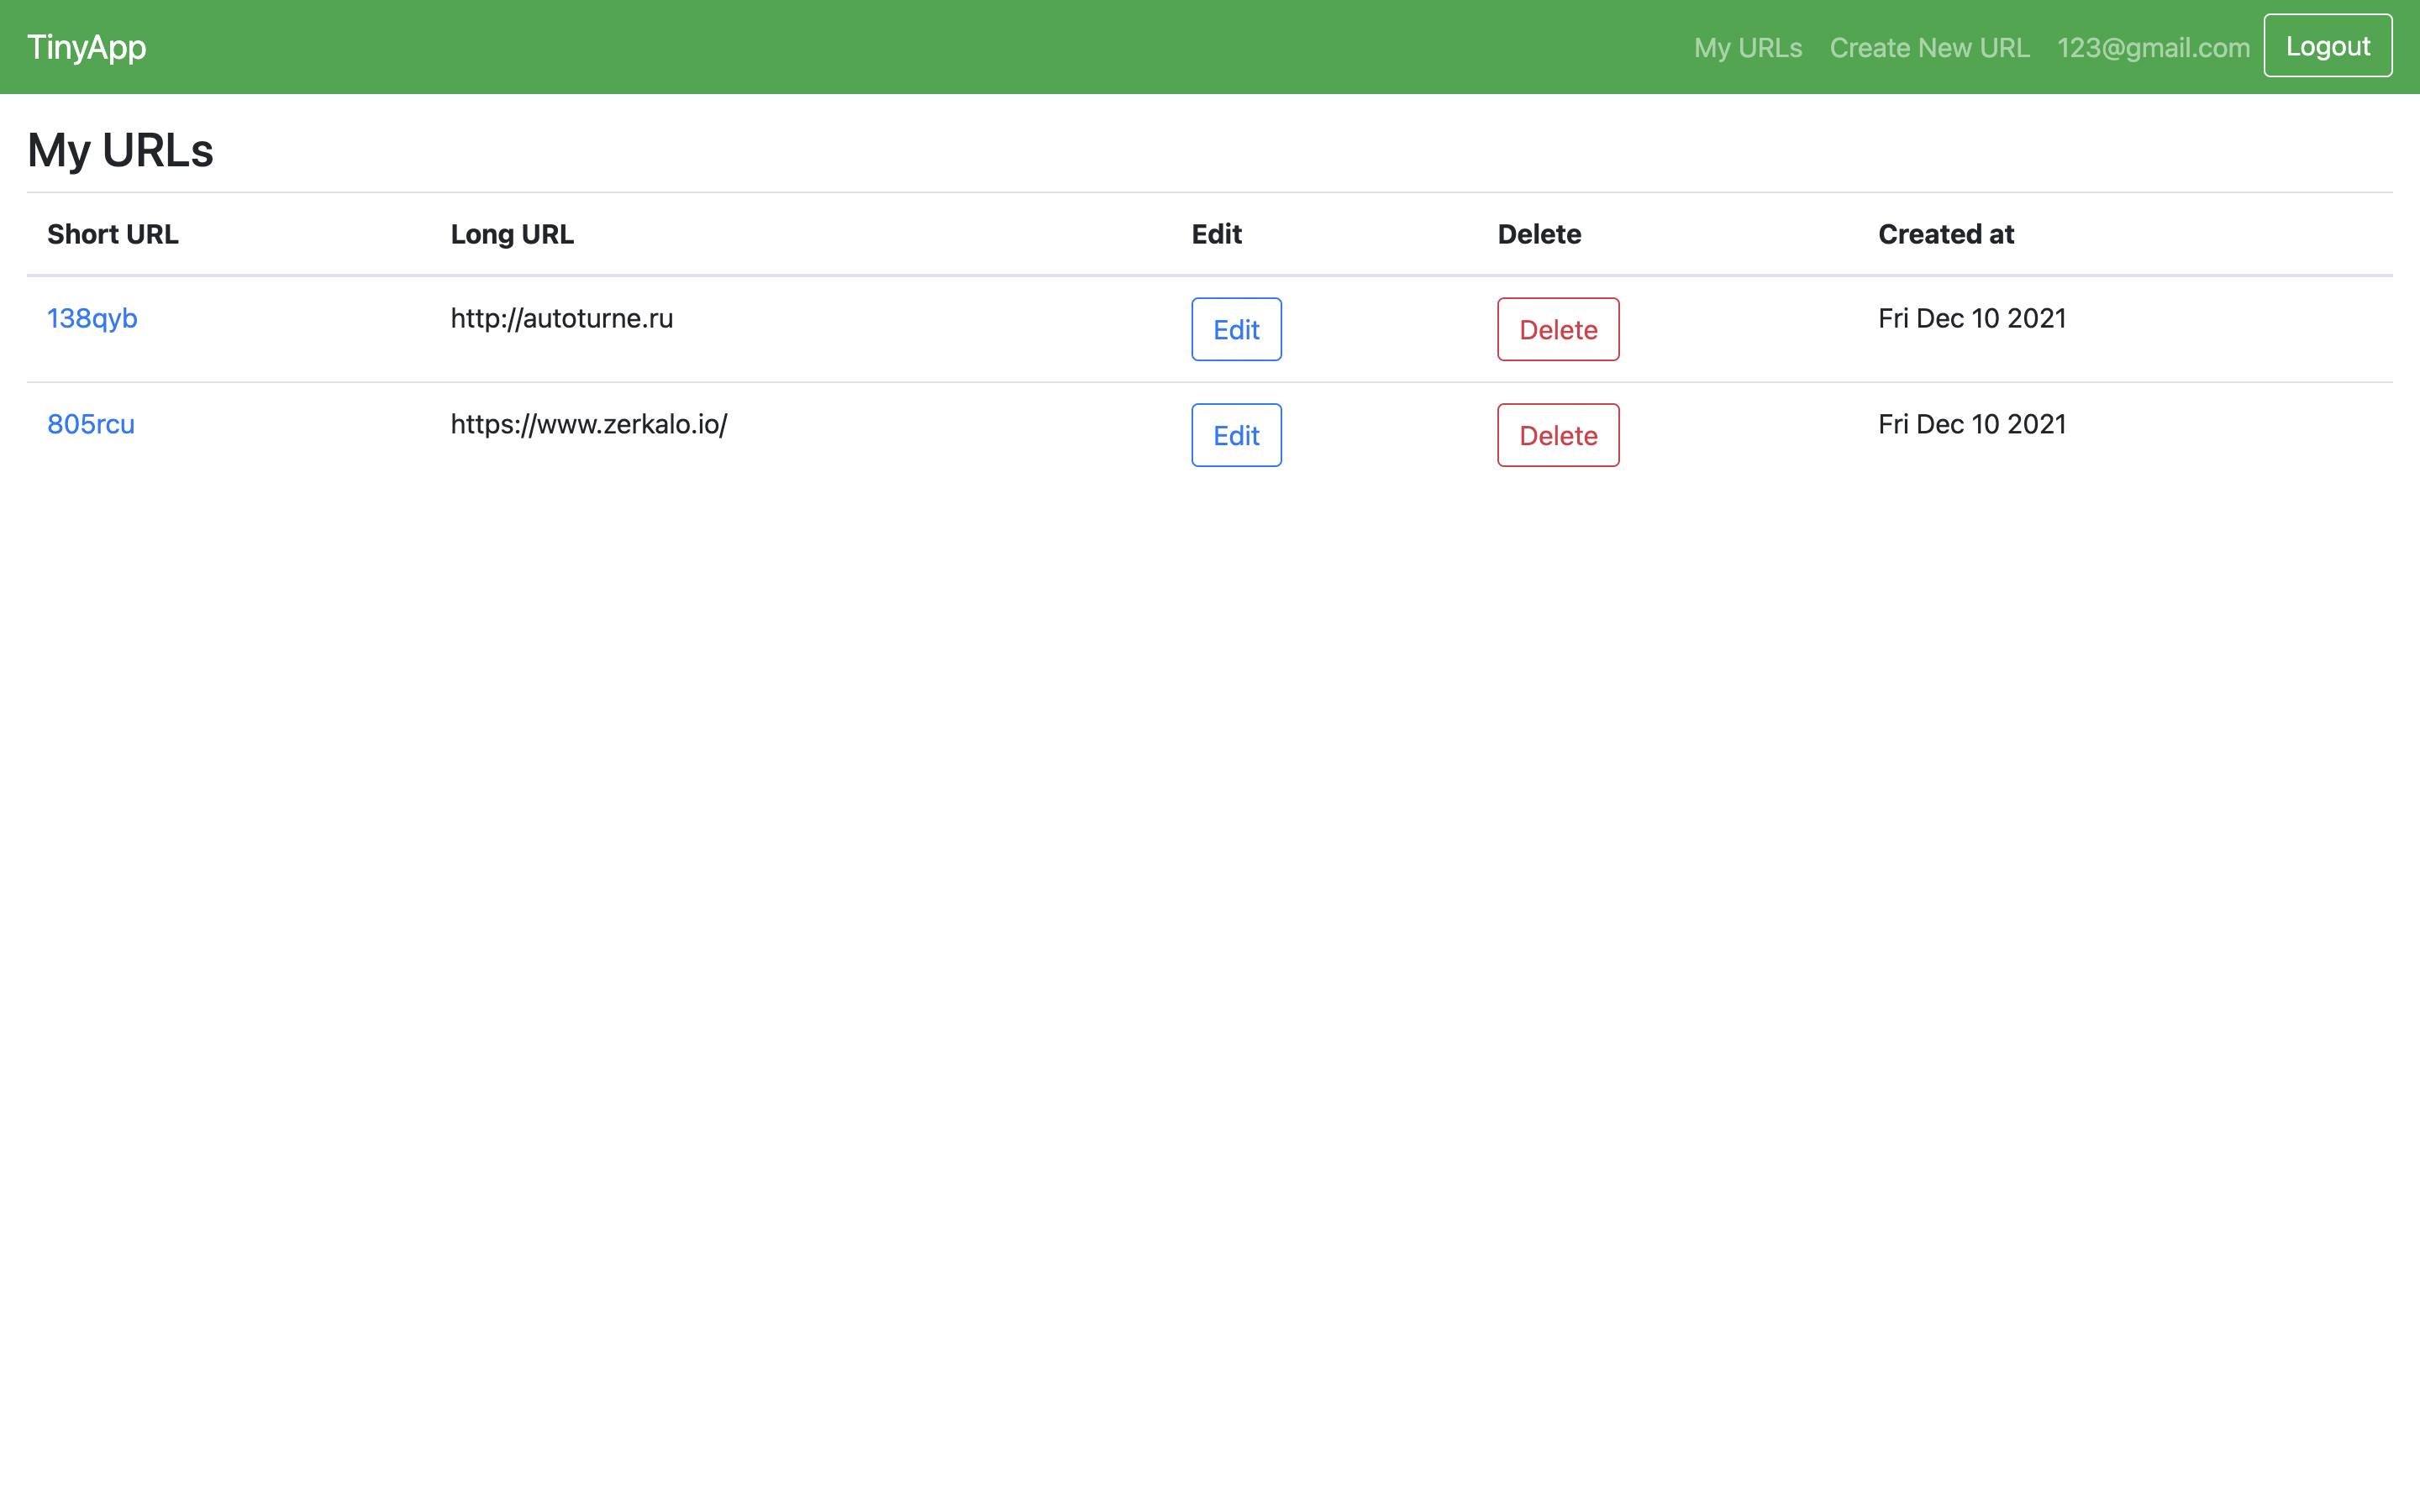 TinyApp My URLs Create New URL 123@gmail.com Logout
My URLs
Short URL Long URL Edit Delete Created at
138qyb http://autoturne.ru Edit Delete Fri Dec 10 2021
805rcu https://www.zerkalo.io/ Edit Delete Fri Dec 10 2021